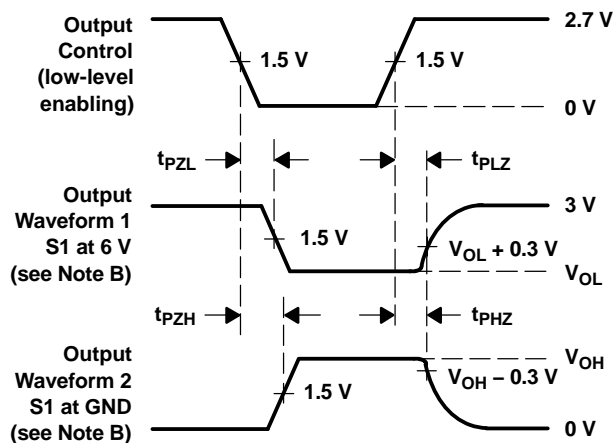 Output
Control
(low-level
enabling)
2.7 V
1.5 V
1.5 V
0 V
tPZL
tPLZ
Output
Waveform 1
S1 at 6 V
(see Note B)
3 V
1.5 V
VOL + 0.3 V
VOL
tPZH
tPHZ
Output
Waveform 2
S1 at GND
(see Note B)
VOH
1.5 V
VOH – 0.3 V
0 V